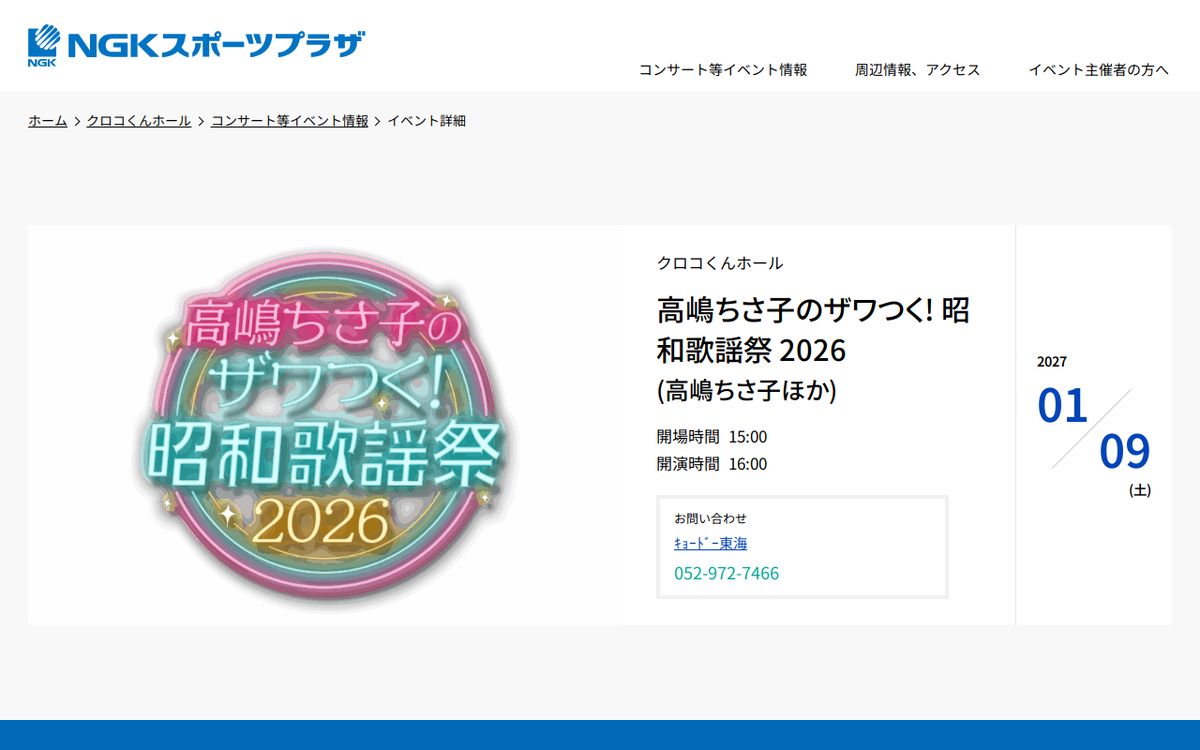 NGK
NGKスポーツプラザ
コンサート等イベント情報 周辺情報、アクセス イベント主催者の方へ
ホーム > クロコくんホール > コンサート等イベント情報 > イベント詳細
高嶋ちさ子の
ザワつく!
昭和歌謡祭
2026
クロコくんホール
高嶋ちさ子のザワつく! 昭
和歌謡祭 2026
(高嶋ちさ子ほか)
開場時間 15:00
開演時間 16:00
お問い合わせ
ｷｮｰﾄﾞｰ東海
052-972-7466
2027
01
09
(土)